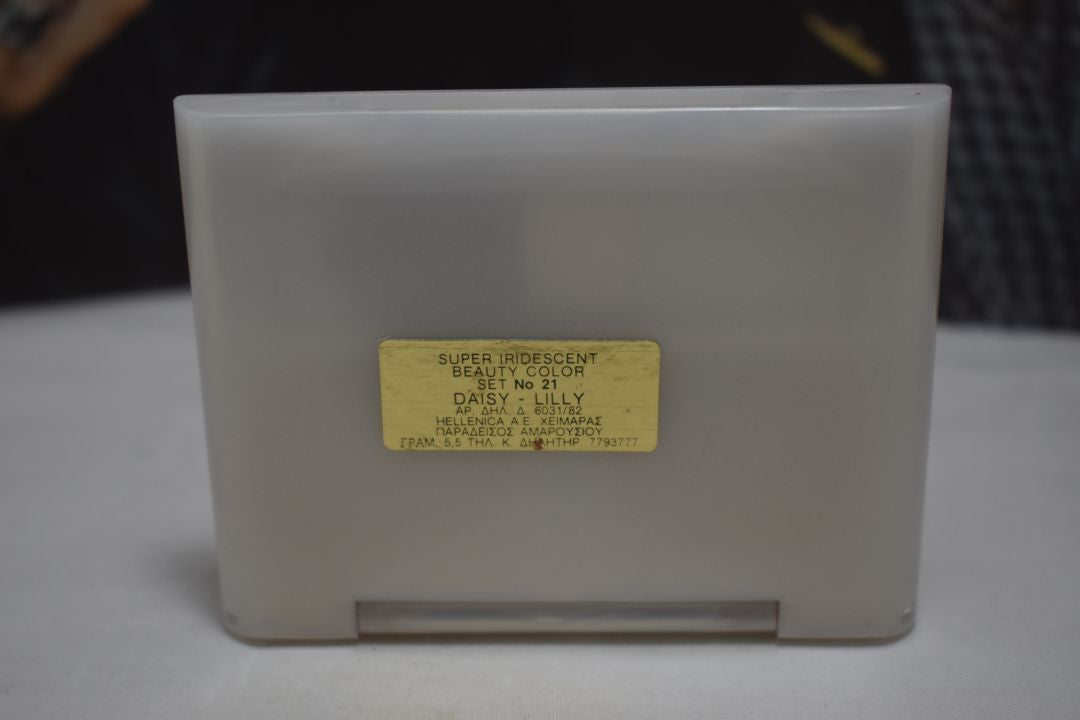 SUPER IRIDESCENT
BEAUTY COLOR
SET No 21
DAISY - LILLY
ΑΡ. ΔΗΛ. Δ. 6031/82
HELLENICA Α.Ε. ΧΕΙΜΑΡΑΣ
ΠΑΡΑΔΕΙΣΟΣ ΑΜΑΡΟΥΣΙΟΥ
ΓΡΑΜ. 5,5 ΤΗΛ. Κ. ΔΗΛΗΤΗΡ. 7793777